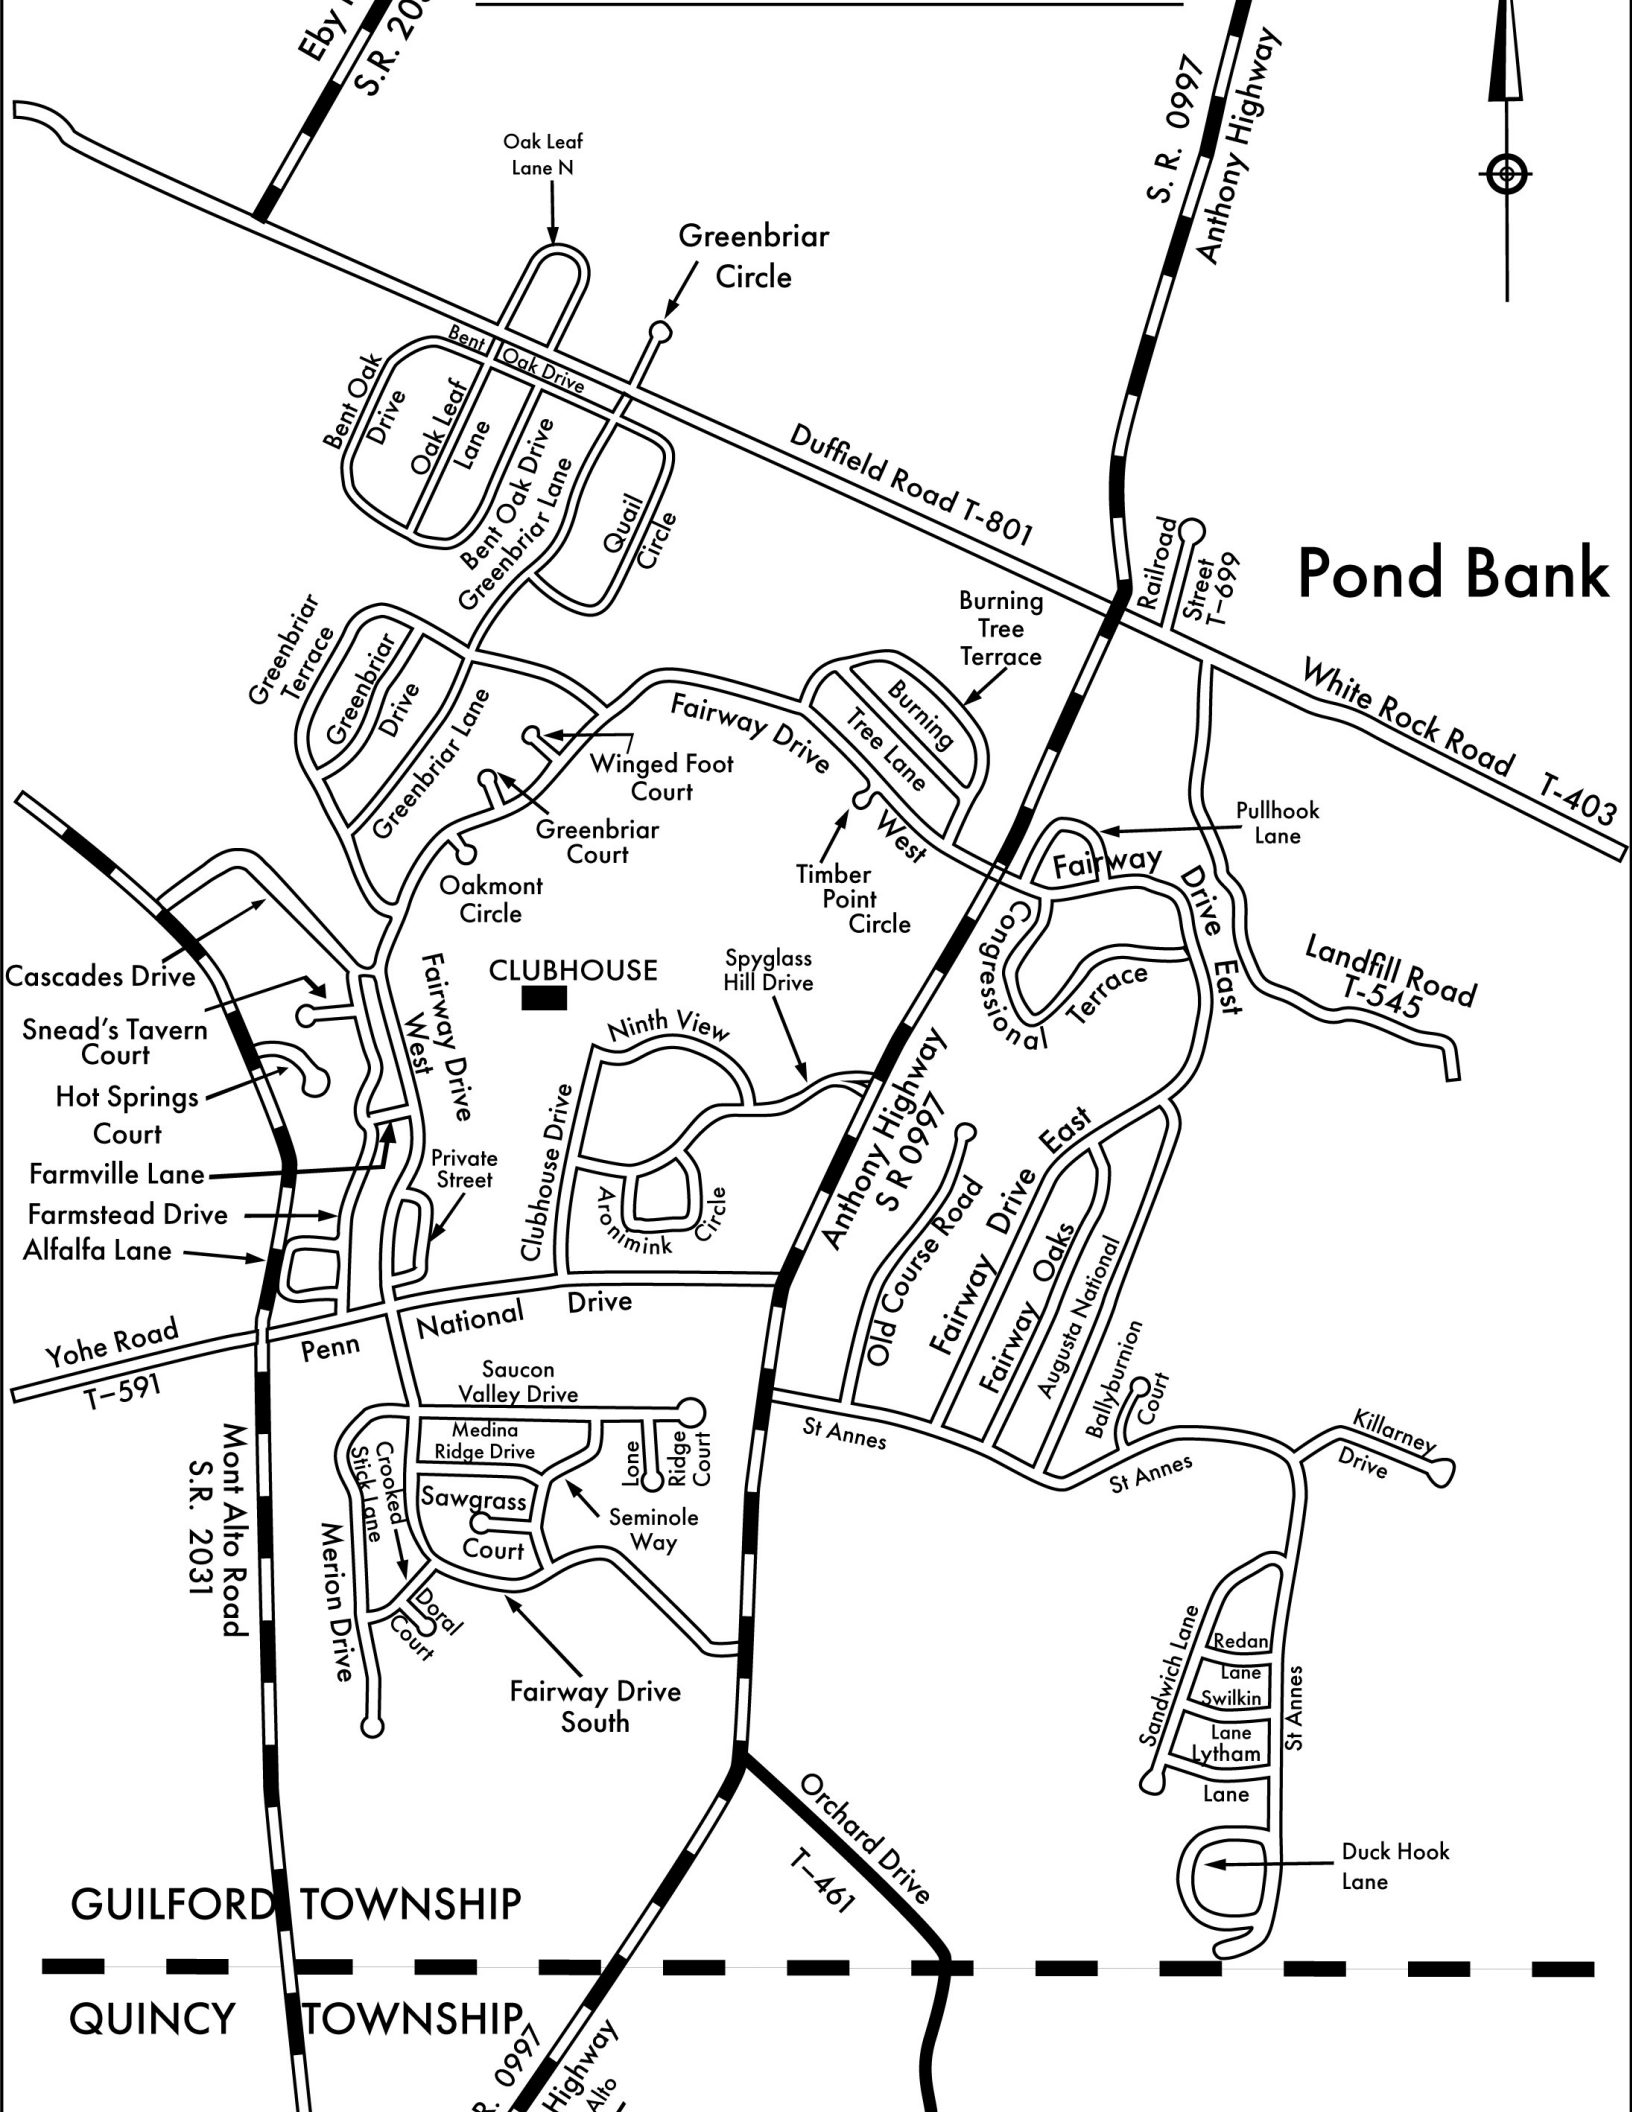 Eby
S.R. 20
S. R. 0997
Anthony Highway
Oak Leaf
Lane N
Greenbriar
Circle
Bent
Oak Drive
Bent Oak
Drive
Oak Leaf
Lane
Bent Oak Drive
Greenbriar Lane
Quail
Circle
Duffield Road T-801
Railroad
Street
T-699
Pond Bank
White Rock Road T-403
Burning
Tree
Terrace
Greenbriar
Terrace
Greenbriar
Drive
Greenbriar Lane
Fairway Drive
West
Burning
Tree Lane
Winged Foot
Court
Greenbriar
Court
Oakmont
Circle
Timber
Point
Circle
Pullhook
Lane
Fairway
Drive
East
Congressional
Terrace
Landfill Road
T-545
Cascades Drive
Snead's Tavern
Court
Hot Springs
Court
Farmville Lane
Farmstead Drive
Alfalfa Lane
Fairway Drive
West
CLUBHOUSE
Spyglass
Hill Drive
Ninth View
Private
Street
Clubhouse Drive
Aronimink
Circle
Anthony Highway
S R 0997
Old Course Road
Fairway Drive East
Fairway Oaks
Augusta National
Ballyburnion
Court
Yohe Road
T-591
Penn
National
Drive
St Annes
St Annes
Killarney
Drive
Saucon
Valley Drive
Medina
Ridge Drive
Lone
Ridge
Court
Crooked
Stick Lane
Sawgrass
Court
Seminole
Way
Mont Alto Road
S.R. 2031
Merion Drive
Doral
Court
Fairway Drive
South
Sandwich Lane
Redan
Lane
Swilkin
Lane
Lytham
Lane
St Annes
Orchard Drive
T-461
Duck Hook
Lane
GUILFORD TOWNSHIP
QUINCY TOWNSHIP
R. 0997
Highway
Alto